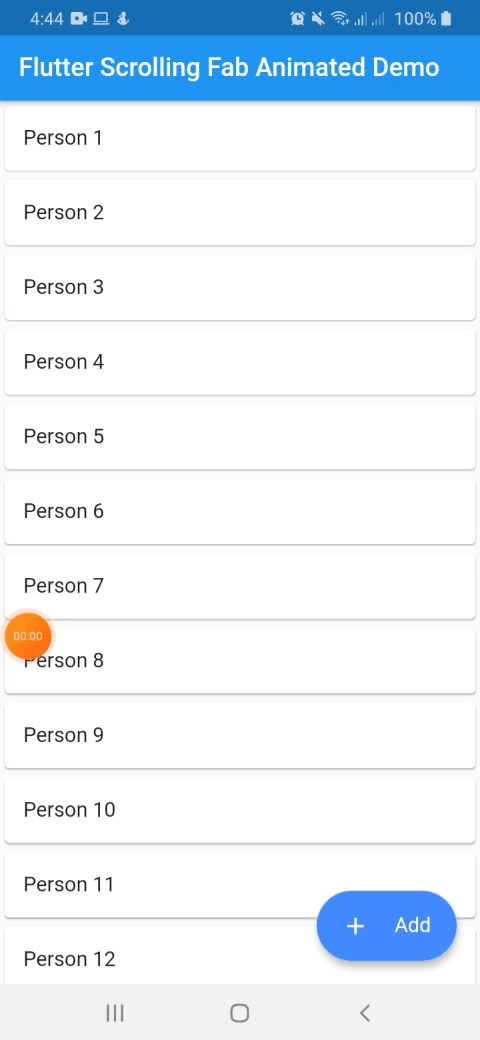 4:44 100%
Flutter Scrolling Fab Animated Demo
Person 1
Person 2
Person 3
Person 4
Person 5
Person 6
Person 7
00:00
Person 8
Person 9
Person 10
Person 11
Add
Person 12